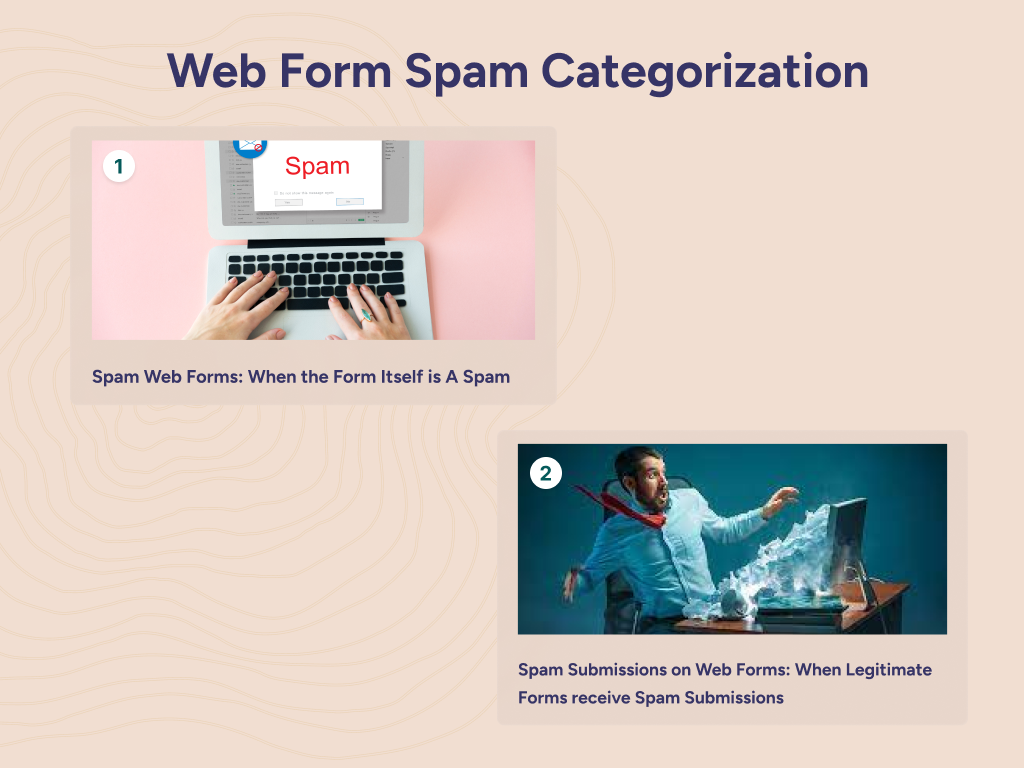 Web Form Spam Categorization
1
Spam
Spam Web Forms: When the Form Itself is A Spam
2
Spam Submissions on Web Forms: When Legitimate
Forms receive Spam Submissions